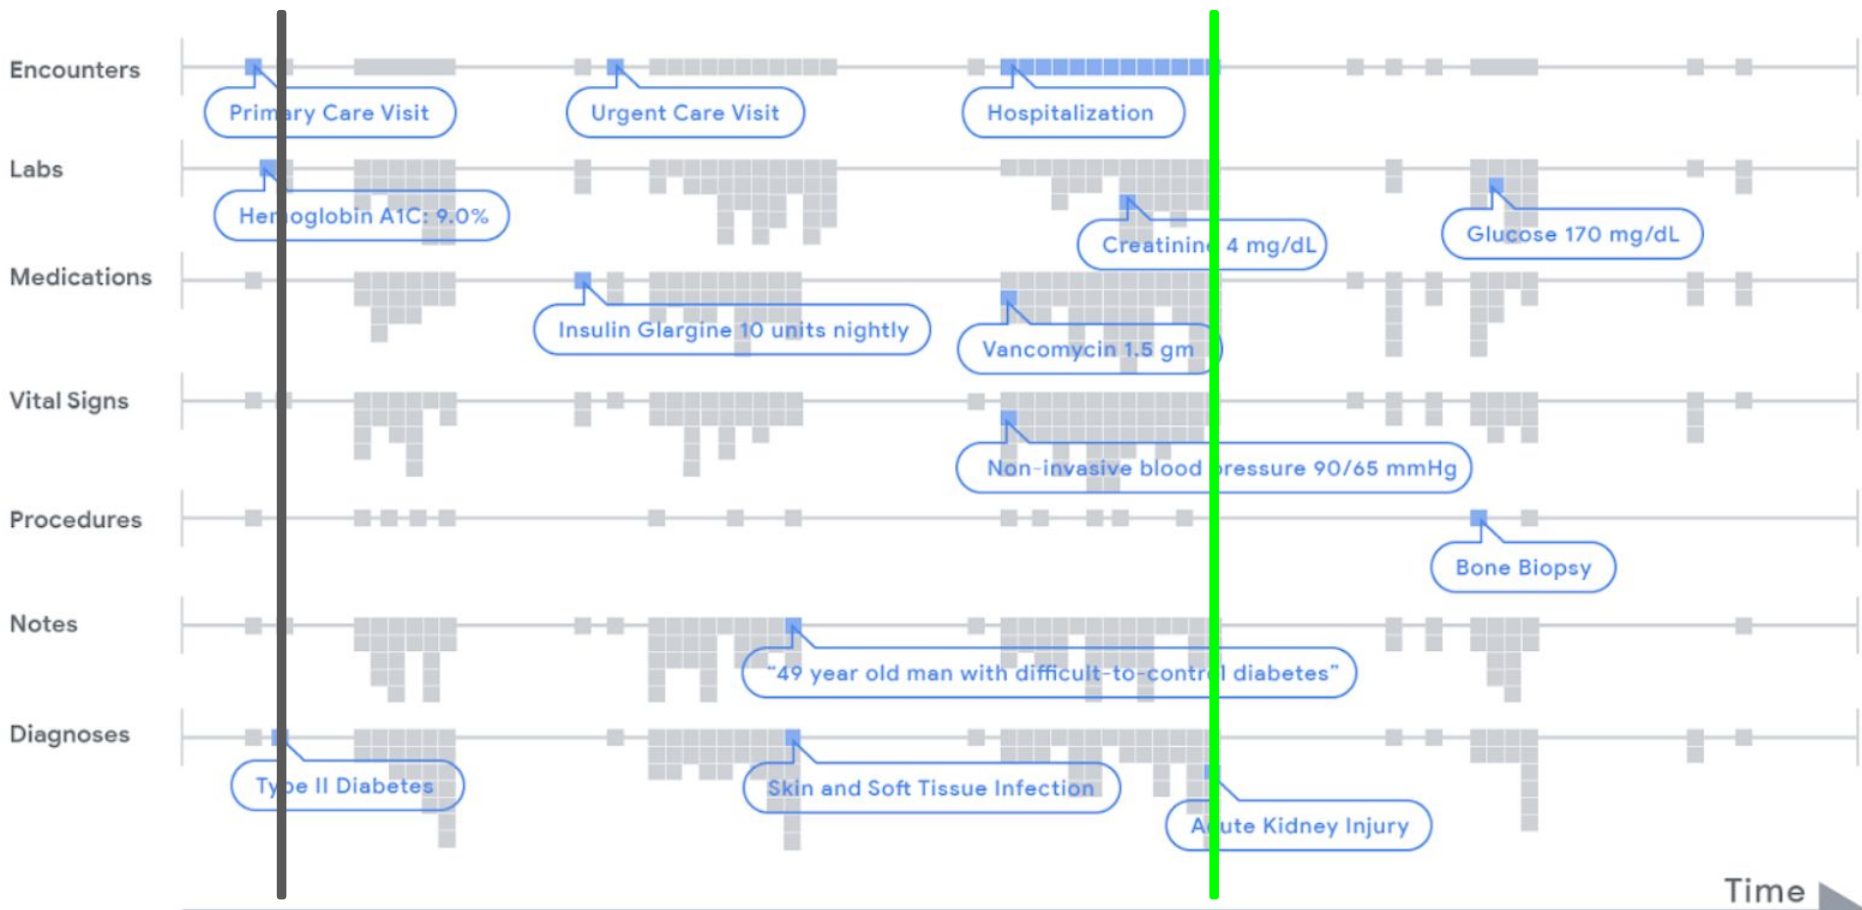 Encounters
Primary Care Visit
Urgent Care Visit
Hospitalization
Labs
Hemoglobin A1C: 9.0%
Creatinine 4 mg/dL
Glucose 170 mg/dL
Medications
Insulin Glargine 10 units nightly
Vancomycin 1.5 gm
Vital Signs
Non-invasive blood pressure 90/65 mmHg
Procedures
Bone Biopsy
Notes
“49 year old man with difficult-to-control diabetes”
Diagnoses
Type II Diabetes
Skin and Soft Tissue Infection
Acute Kidney Injury
Time